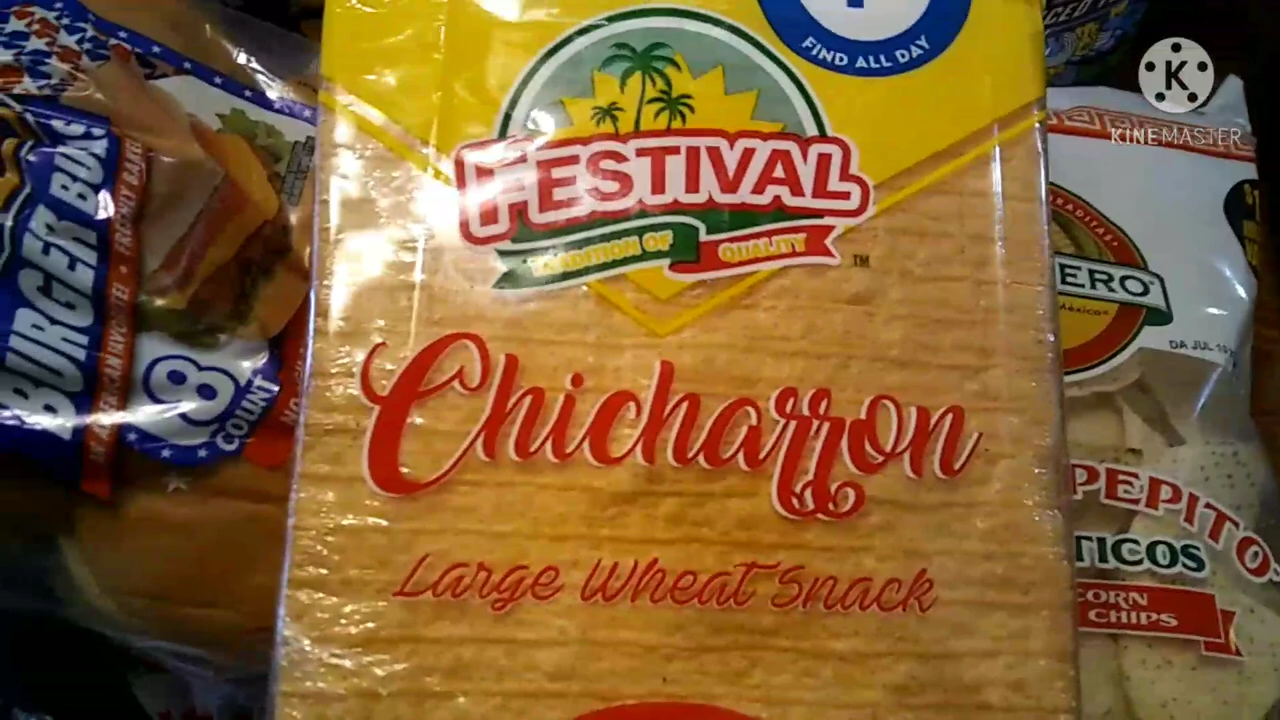 FIND ALL DAY
FESTIVAL
TRADITION OF QUALITY
™
Chicharron
Large Wheat Snack
BURGER BUNS
8
COUNT
KINEMASTER
ERO
DA JUL
PEPITOS
TICOS
CORN
CHIPS